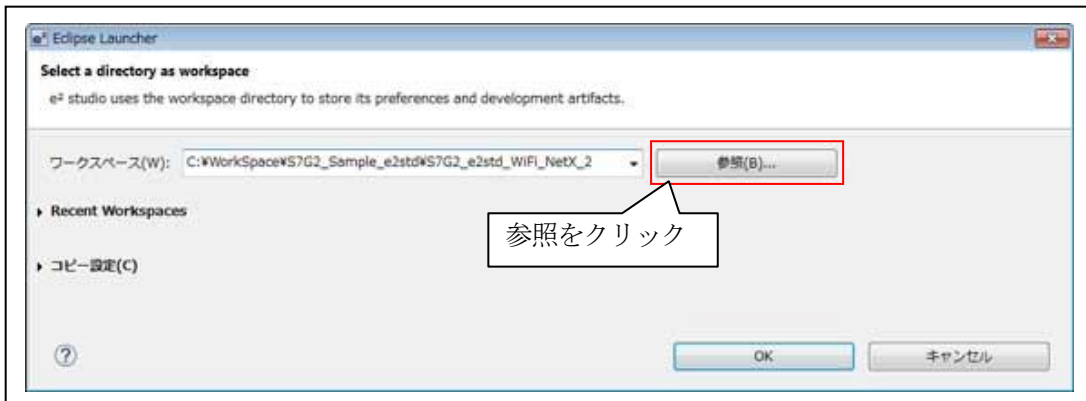 e² Eclipse Launcher
Select a directory as workspace
e² studio uses the workspace directory to store its preferences and development artifacts.
ワークスペース(W): C:¥WorkSpace¥S7G2_Sample_e2std¥S7G2_e2std_WiFi_NetX_2 参照(B)...
Recent Workspaces
参照をクリック
コピー設定(C)
? OK キャンセル